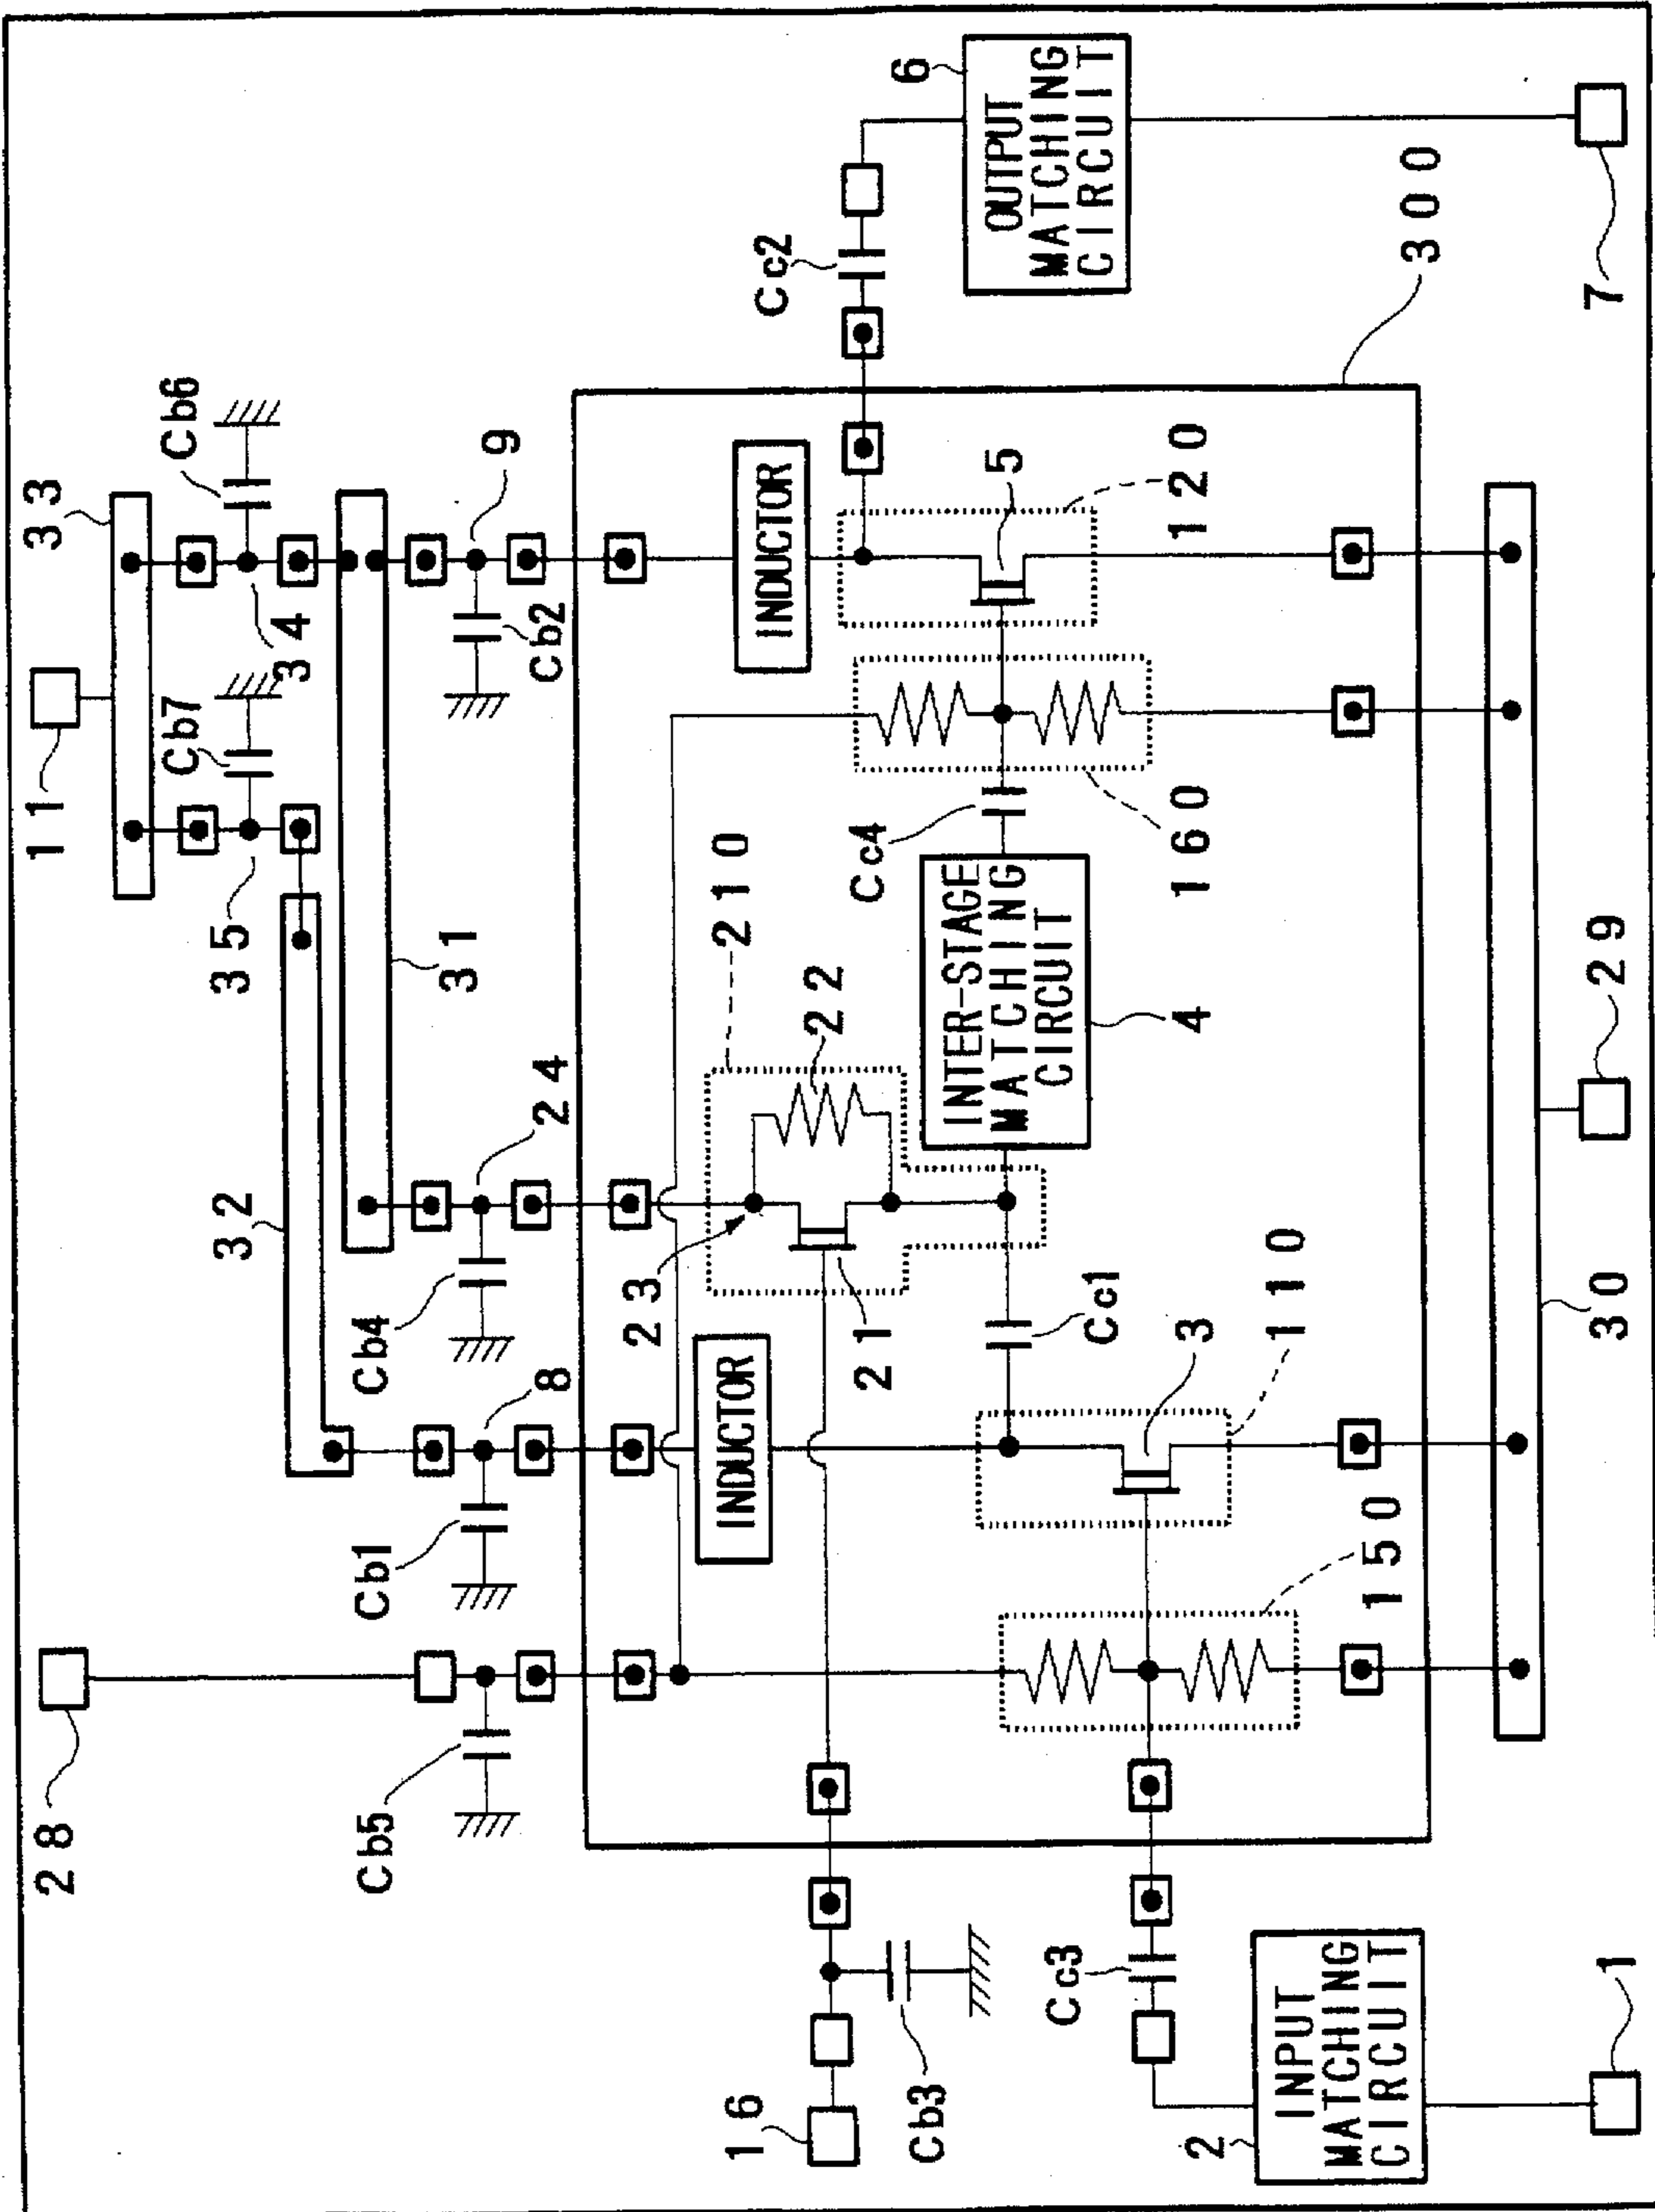 28
11
33
Cb6
Cb7
34
35
32
31
Cb5
Cb1
8
Cb4
24
Cb2
9
Cc2
6
OUTPUT
MATCHING
CIRCUIT
7
300
16
Cb3
INDUCTOR
23
21
210
22
INDUCTOR
Cc1
INTER-STAGE
MATCHING
CIRCUIT
4
Cc4
160
5
120
3
110
150
Cc3
INPUT
MATCHING
CIRCUIT
2
1
30
29